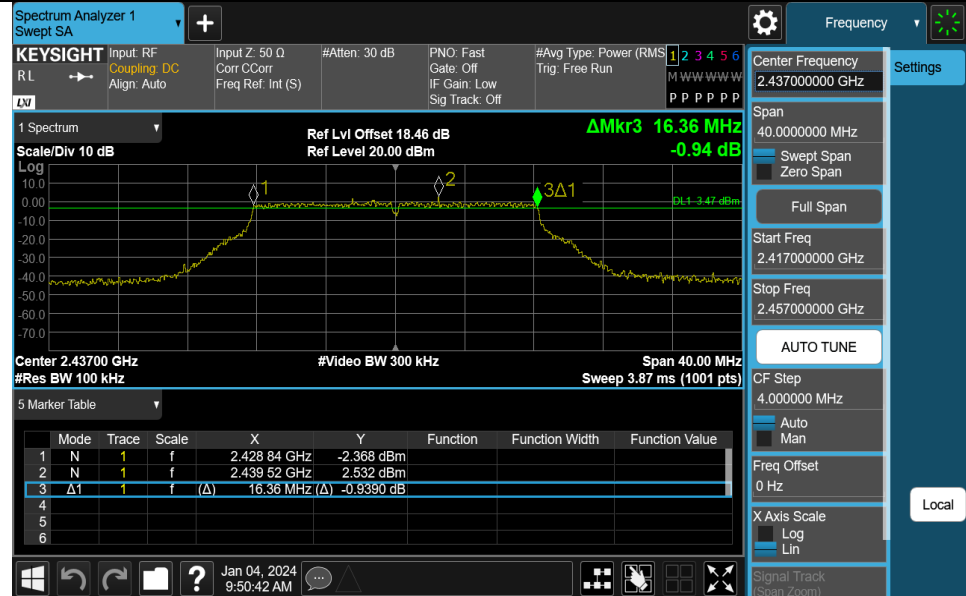 Spectrum Analyzer 1
Swept SA
Frequency
KEYSIGHT
RL
LXI
Input: RF
Coupling: DC
Align: Auto
Input Z: 50 Ω
Corr CCorr
Freq Ref: Int (S)
#Atten: 30 dB
PNO: Fast
Gate: Off
IF Gain: Low
Sig Track: Off
#Avg Type: Power (RMS
Trig: Free Run
1 2 3 4 5 6
M W W W W W
P P P P P P
1 Spectrum
Scale/Div 10 dB
Ref Lvl Offset 18.46 dB
Ref Level 20.00 dBm
ΔMkr3 16.36 MHz
-0.94 dB
Log
10.0
0.00
-10.0
-20.0
-30.0
-40.0
-50.0
-60.0
-70.0
1
2
3Δ1
DL1 -3.47 dBm
Center 2.43700 GHz
#Res BW 100 kHz
#Video BW 300 kHz
Span 40.00 MHz
Sweep 3.87 ms (1001 pts)
5 Marker Table
Mode Trace Scale X Y Function Function Width Function Value
1 N 1 f 2.428 84 GHz -2.368 dBm
2 N 1 f 2.439 52 GHz 2.532 dBm
3 Δ1 1 f (Δ) 16.36 MHz (Δ) -0.9390 dB
4
5
6
Center Frequency
2.437000000 GHz
Span
40.0000000 MHz
Swept Span
Zero Span
Full Span
Start Freq
2.417000000 GHz
Stop Freq
2.457000000 GHz
AUTO TUNE
CF Step
4.000000 MHz
Auto
Man
Freq Offset
0 Hz
X Axis Scale
Log
Lin
Signal Track
(Span Zoom)
Settings
Local
?
Jan 04, 2024
9:50:42 AM